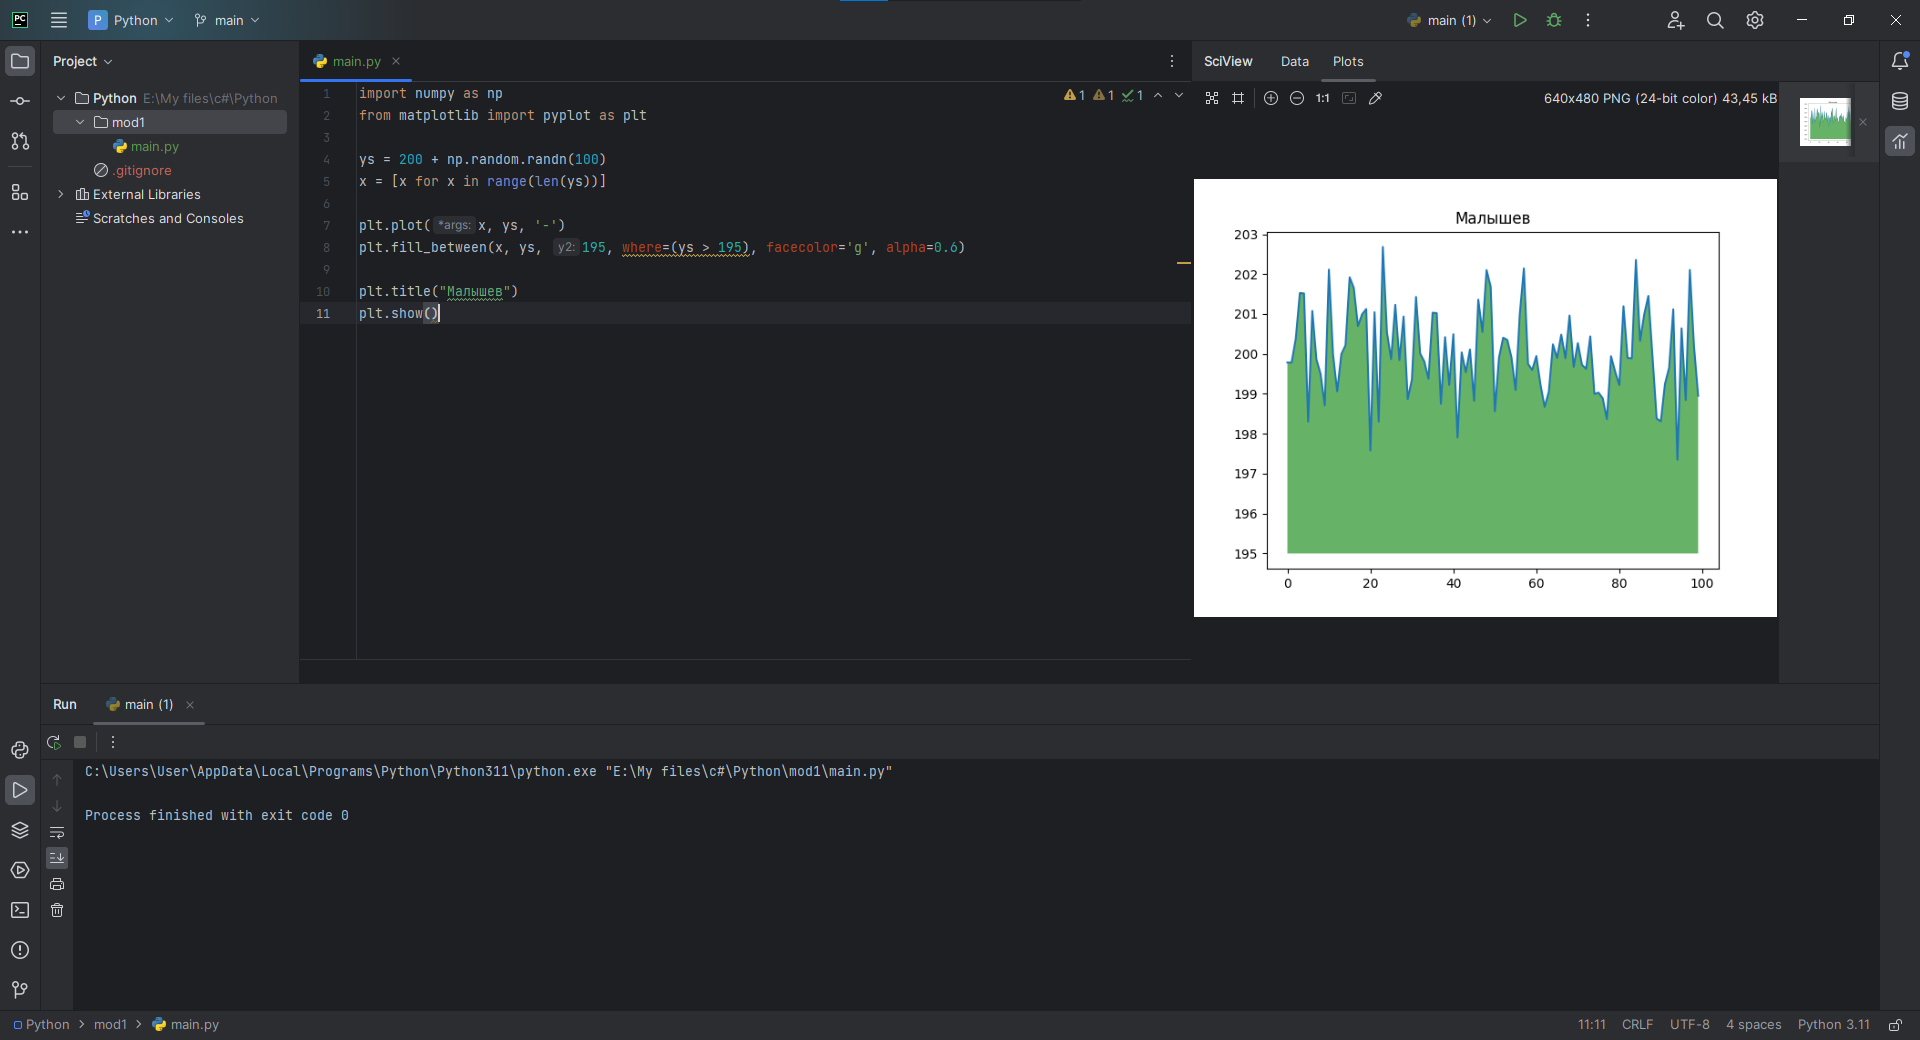 PC P Python main main (1)
Project
Python E:\My files\c#\Python
mod1
main.py
.gitignore
External Libraries
Scratches and Consoles
main.py
1 import numpy as np
2 from matplotlib import pyplot as plt
3
4 ys = 200 + np.random.randn(100)
5 x = [x for x in range(len(ys))]
6
7 plt.plot( *args: x, ys, '-')
8 plt.fill_between(x, ys, y2: 195, where=(ys > 195), facecolor='g', alpha=0.6)
9
10 plt.title("Малышев")
11 plt.show()
1 1 1
SciView Data Plots
1:1 640x480 PNG (24-bit color) 43,45 kB
Малышев
203
202
201
200
199
198
197
196
195
0 20 40 60 80 100
Run main (1)
C:\Users\User\AppData\Local\Programs\Python\Python311\python.exe "E:\My files\c#\Python\mod1\main.py"
Process finished with exit code 0
Python mod1 main.py 11:11 CRLF UTF-8 4 spaces Python 3.11